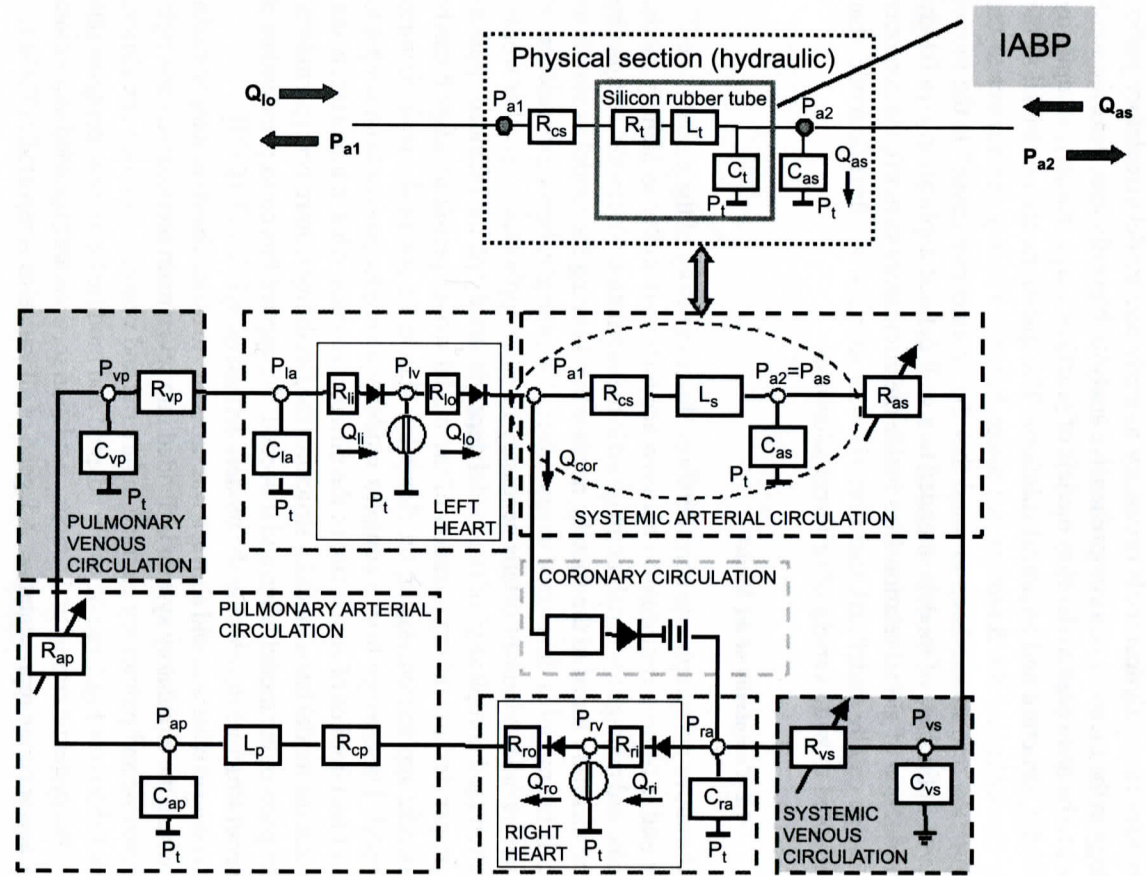 IABP
Physical section (hydraulic)
Q_lo
P_a1
P_a1
R_cs
Silicon rubber tube
R_t
L_t
C_t
P_t
P_a2
C_as
P_t
Q_as
Q_as
P_a2
P_vp
R_vp
C_vp
P_t
PULMONARY
VENOUS
CIRCULATION
P_la
C_la
P_t
R_li
Q_li
P_lv
R_lo
Q_lo
P_t
LEFT
HEART
P_a1
Q_cor
R_cs
L_s
P_a2=P_as
C_as
P_t
R_as
SYSTEMIC ARTERIAL CIRCULATION
CORONARY CIRCULATION
PULMONARY ARTERIAL
CIRCULATION
R_ap
P_ap
C_ap
P_t
L_p
R_cp
R_ro
Q_ro
P_rv
R_ri
Q_ri
P_t
RIGHT
HEART
P_ra
C_ra
P_t
R_vs
P_vs
C_vs
SYSTEMIC
VENOUS
CIRCULATION